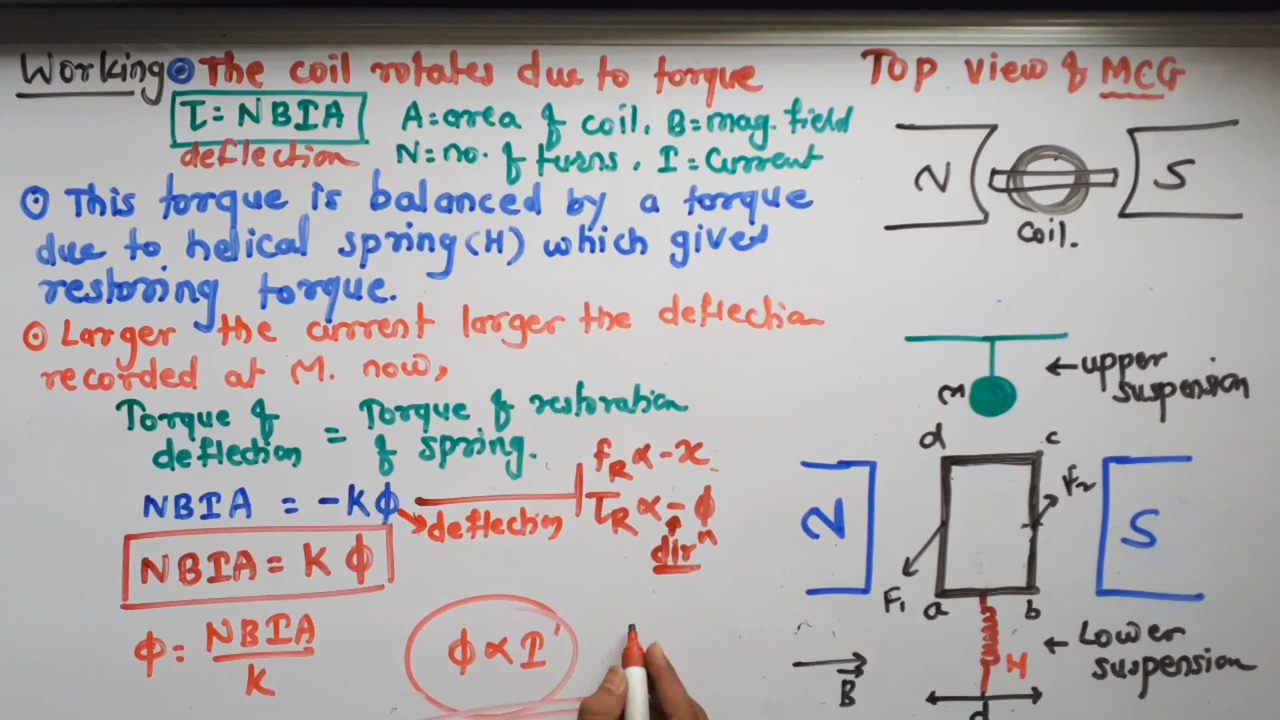 Working ⊙ The coil rotates due to torque
τ = NBIA A = area of coil. B = mag. field
deflection N = no. of turns. I = current
⊙ This torque is balanced by a torque
due to helical spring (H) which gives
restoring torque.
⊙ Larger the current larger the deflection
recorded at M. now,
Torque of deflection = Torque of restoration of spring.
fR ∝ -x
NBIA = -Kϕ
deflection
τR ∝ -ϕ
dirⁿ
NBIA = K ϕ
ϕ = NBIA / K
ϕ ∝ I
Top view of MCG
N S
coil.
M ← upper suspension
d c
F2
N S
F1 a b
H ← Lower suspension
B
d